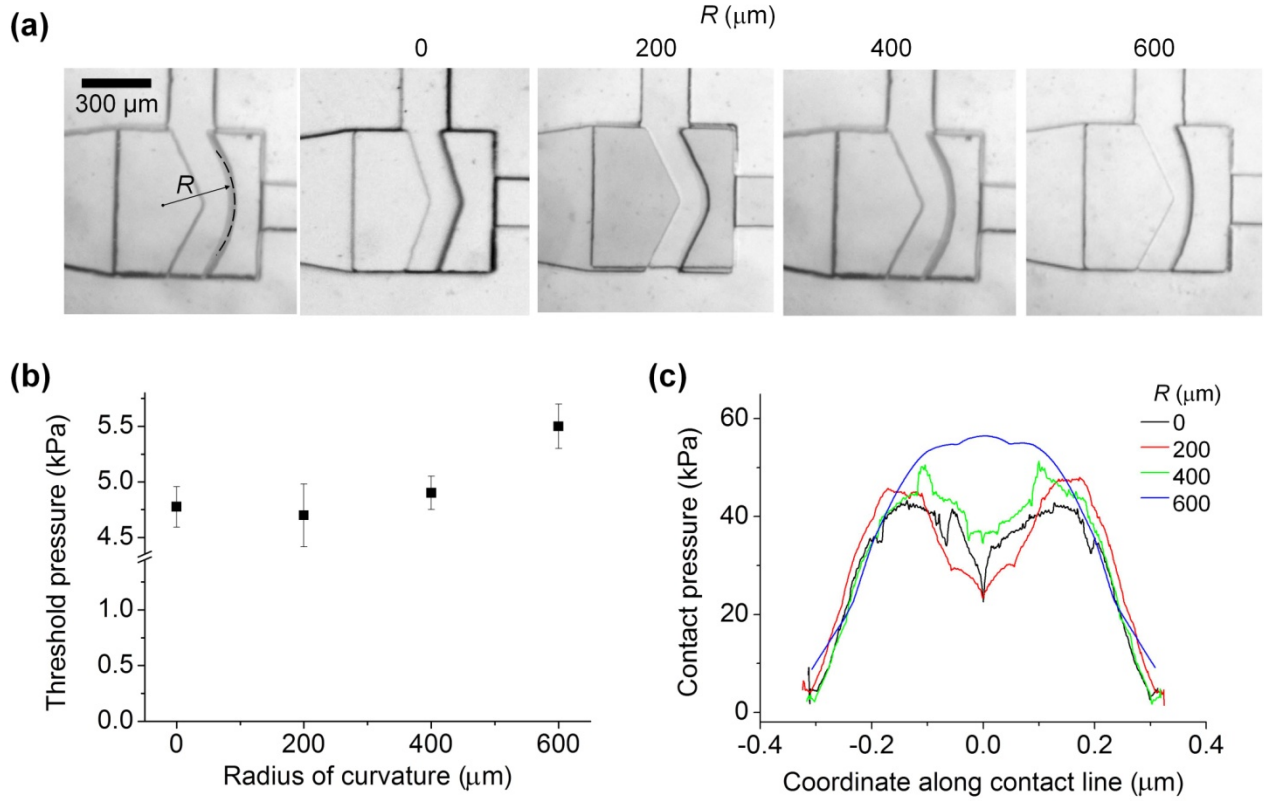 (a)
R (μm)
0 200 400 600
300 μm
R
(b)
Threshold pressure (kPa)
5.5
5.0
4.5
1.0
0.5
0.0
0 200 400 600
Radius of curvature (μm)
(c)
Contact pressure (kPa)
60
40
20
0
-0.4 -0.2 0.0 0.2 0.4
Coordinate along contact line (μm)
R (μm)
0
200
400
600